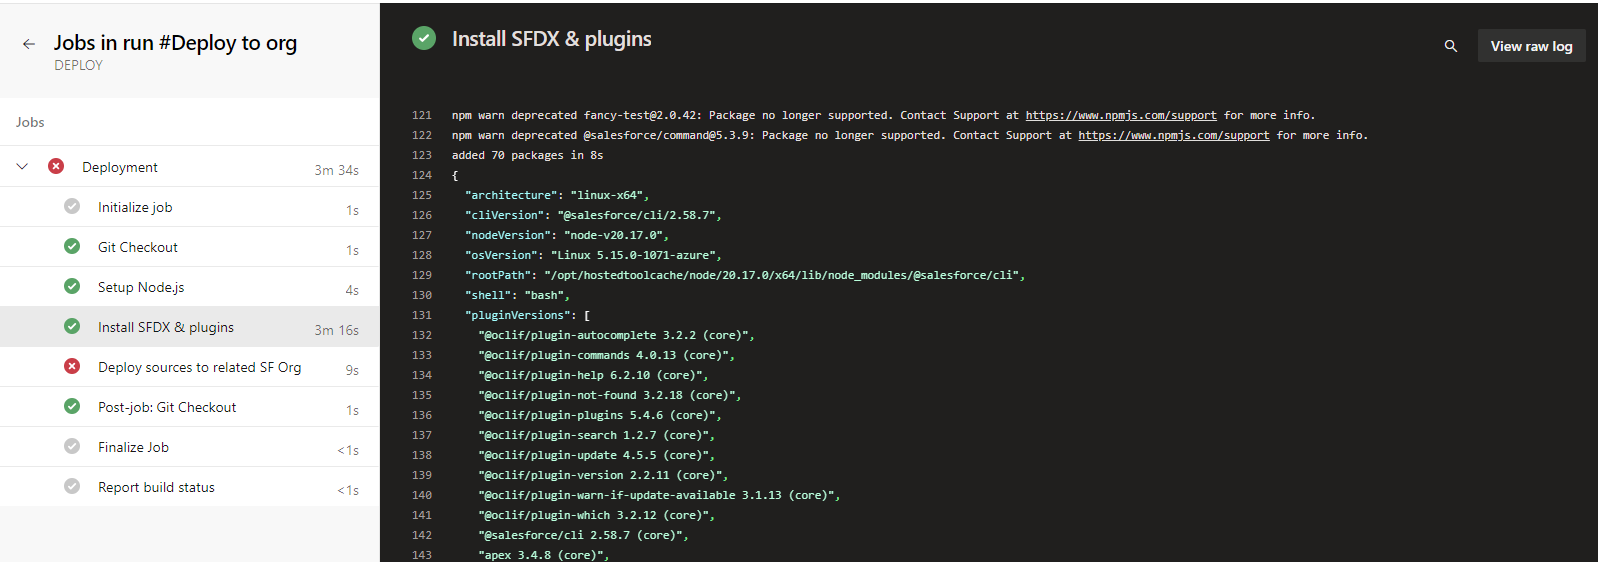 Jobs in run #Deploy to org
DEPLOY
Jobs
Deployment 3m 34s
Initialize job 1s
Git Checkout 1s
Setup Node.js 4s
Install SFDX & plugins 3m 16s
Deploy sources to related SF Org 9s
Post-job: Git Checkout 1s
Finalize Job <1s
Report build status <1s
Install SFDX & plugins
View raw log
121 npm warn deprecated fancy-test@2.0.42: Package no longer supported. Contact Support at https://www.npmjs.com/support for more info.
122 npm warn deprecated @salesforce/command@5.3.9: Package no longer supported. Contact Support at https://www.npmjs.com/support for more info.
123 added 70 packages in 8s
124 {
125 "architecture": "linux-x64",
126 "cliVersion": "@salesforce/cli/2.58.7",
127 "nodeVersion": "node-v20.17.0",
128 "osVersion": "Linux 5.15.0-1071-azure",
129 "rootPath": "/opt/hostedtoolcache/node/20.17.0/x64/lib/node_modules/@salesforce/cli",
130 "shell": "bash",
131 "pluginVersions": [
132 "@oclif/plugin-autocomplete 3.2.2 (core)",
133 "@oclif/plugin-commands 4.0.13 (core)",
134 "@oclif/plugin-help 6.2.10 (core)",
135 "@oclif/plugin-not-found 3.2.18 (core)",
136 "@oclif/plugin-plugins 5.4.6 (core)",
137 "@oclif/plugin-search 1.2.7 (core)",
138 "@oclif/plugin-update 4.5.5 (core)",
139 "@oclif/plugin-version 2.2.11 (core)",
140 "@oclif/plugin-warn-if-update-available 3.1.13 (core)",
141 "@oclif/plugin-which 3.2.12 (core)",
142 "@salesforce/cli 2.58.7 (core)",
143 "apex 3.4.8 (core)",